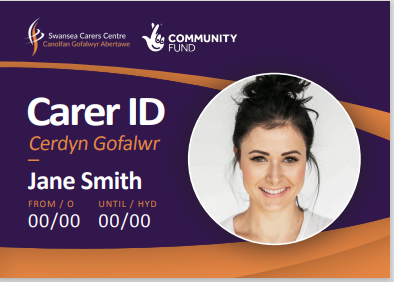 Swansea Carers Centre
Canolfan Gofalwyr Abertawe
COMMUNITY
FUND
Carer ID
Cerdyn Gofalwr
Jane Smith
FROM / O UNTIL / HYD
00/00 00/00